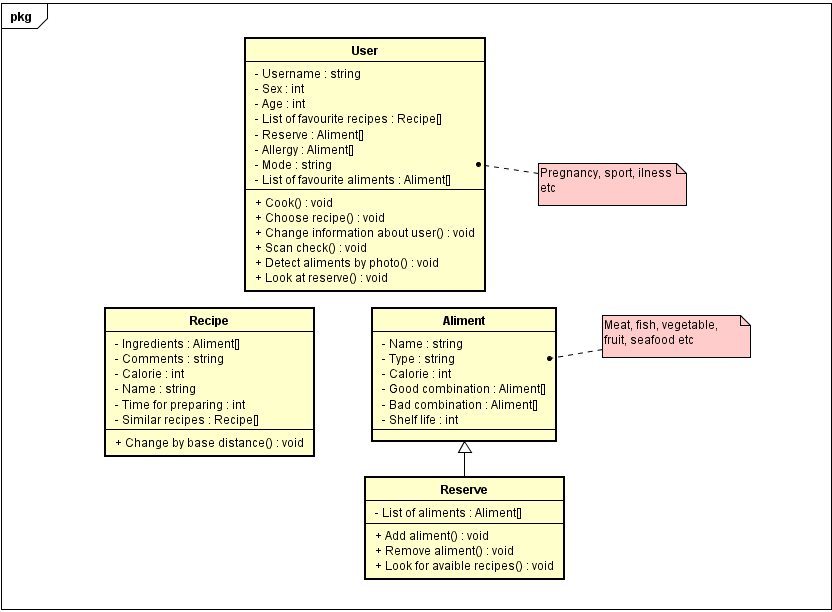 pkg
User
- Username : string
- Sex : int
- Age : int
- List of favourite recipes : Recipe[]
- Reserve : Aliment[]
- Allergy : Aliment[]
- Mode : string
- List of favourite aliments : Aliment[]
+ Cook() : void
+ Choose recipe() : void
+ Change information about user() : void
+ Scan check() : void
+ Detect aliments by photo() : void
+ Look at reserve() : void
Pregnancy, sport, ilness
etc
Recipe
- Ingredients : Aliment[]
- Comments : string
- Calorie : int
- Name : string
- Time for preparing : int
- Similar recipes : Recipe[]
+ Change by base distance() : void
Aliment
- Name : string
- Type : string
- Calorie : int
- Good combination : Aliment[]
- Bad combination : Aliment[]
- Shelf life : int
Meat, fish, vegetable,
fruit, seafood etc
Reserve
- List of aliments : Aliment[]
+ Add aliment() : void
+ Remove aliment() : void
+ Look for avaible recipes() : void